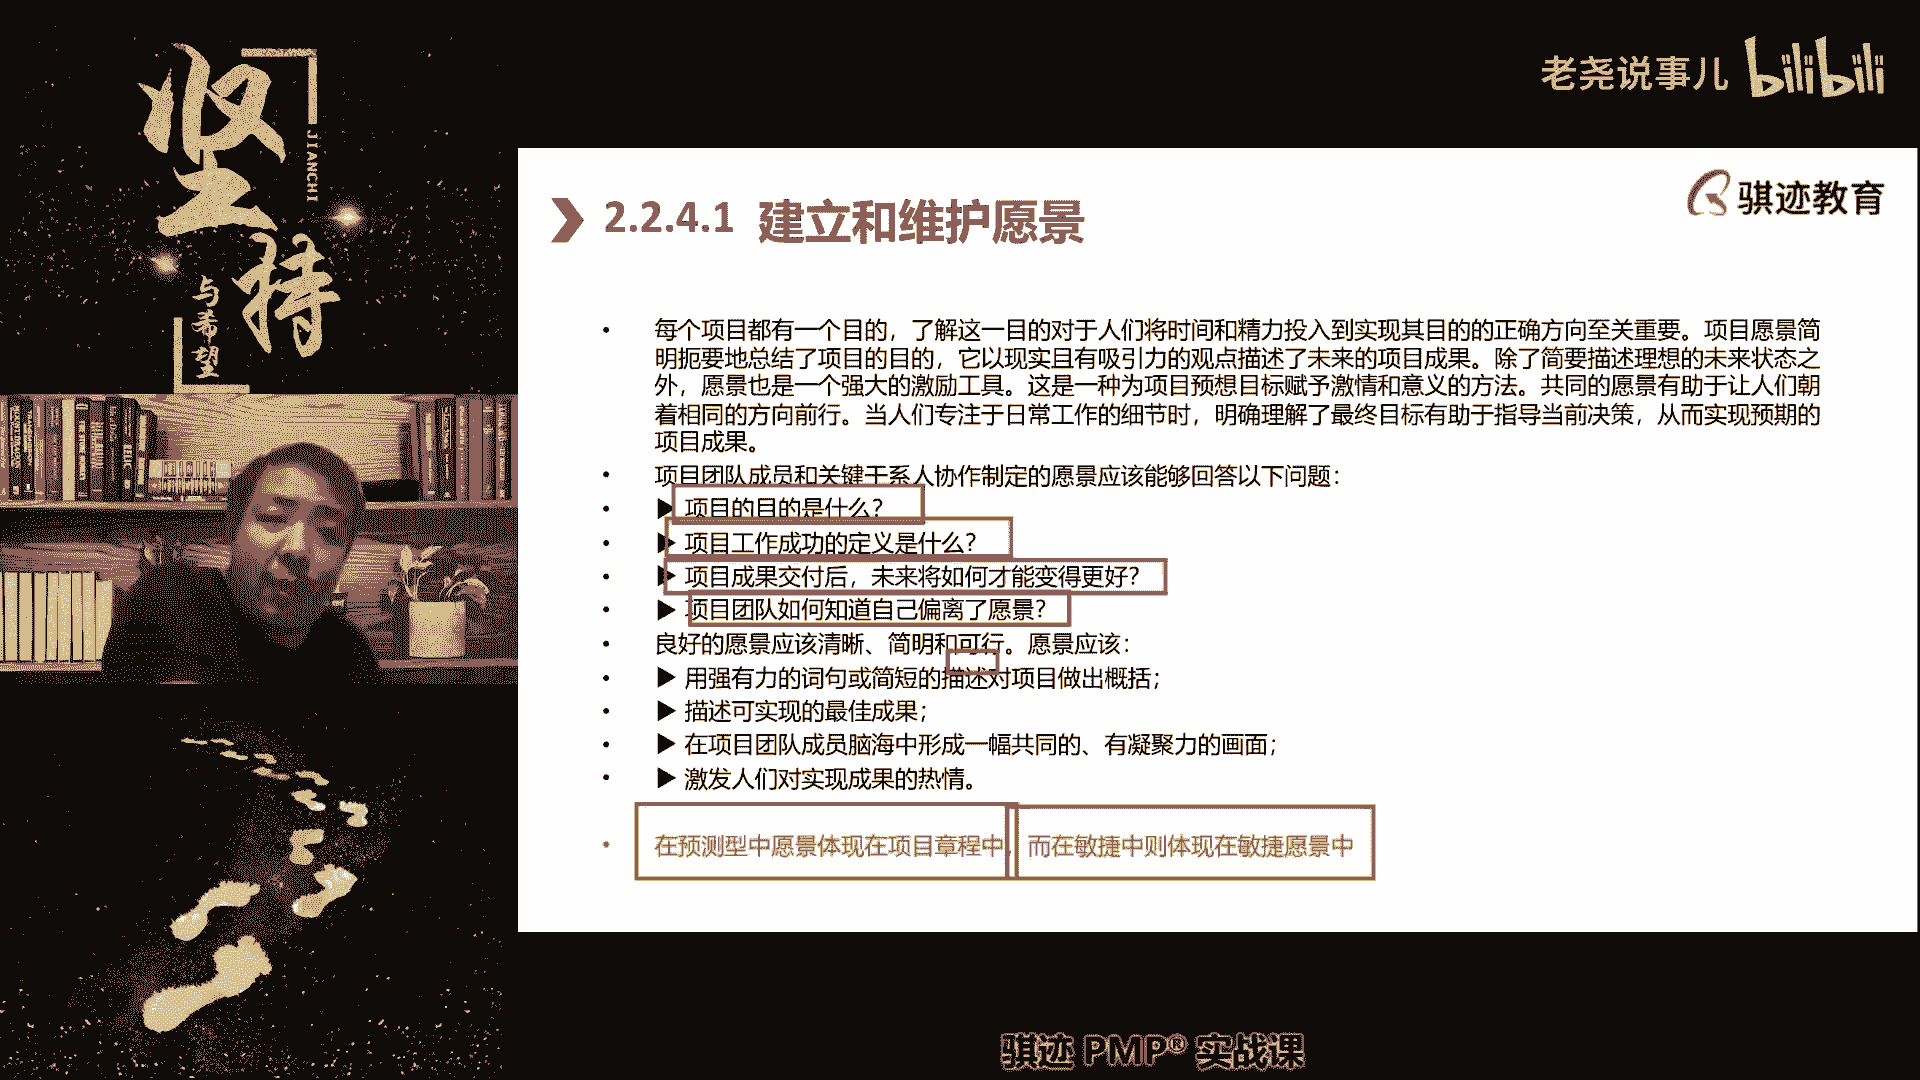 坚持
JIANCHI
与希望
老尧说事儿 bilibili
骐迹教育
2.2.4.1 建立和维护愿景
• 每个项目都有一个目的，了解这一目的对于人们将时间和精力投入到实现其目的的正确方向至关重要。项目愿景简
明扼要地总结了项目的目的，它以现实且有吸引力的观点描述了未来的项目成果。除了简要描述理想的未来状态之
外，愿景也是一个强大的激励工具。这是一种为项目预想目标赋予激情和意义的方法。共同的愿景有助于让人们朝
着相同的方向前行。当人们专注于日常工作的细节时，明确理解了最终目标有助于指导当前决策，从而实现预期的
项目成果。
• 项目团队成员和关键干系人协作制定的愿景应该能够回答以下问题：
• ▶ 项目的目的是什么？
• ▶ 项目工作成功的定义是什么？
• ▶ 项目成果交付后，未来将如何才能变得更好？
• ▶ 项目团队如何知道自己偏离了愿景？
• 良好的愿景应该清晰、简明和可行。愿景应该：
• ▶ 用强有力的词句或简短的描述对项目做出概括；
• ▶ 描述可实现的最佳成果；
• ▶ 在项目团队成员脑海中形成一幅共同的、有凝聚力的画面；
• ▶ 激发人们对实现成果的热情。
• 在预测型中愿景体现在项目章程中，而在敏捷中则体现在敏捷愿景中
骐迹 PMP® 实战课